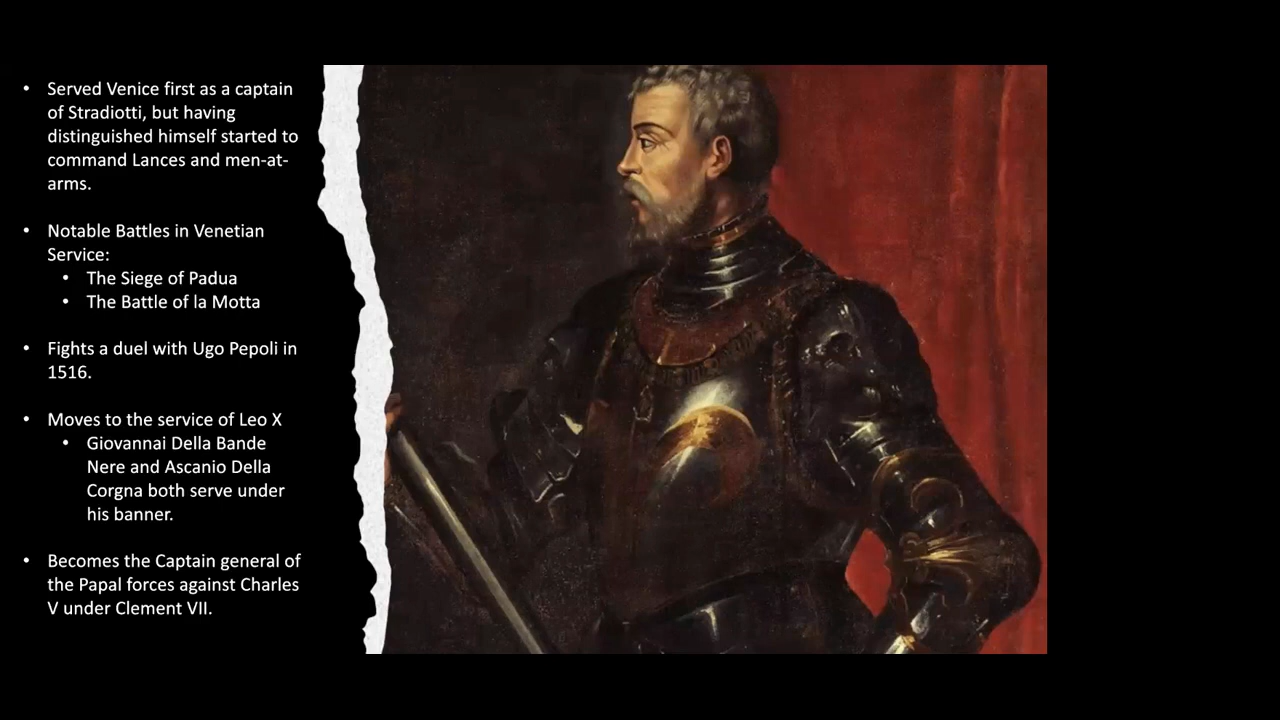 • Served Venice first as a captain
of Stradiotti, but having
distinguished himself started to
command Lances and men-at-
arms.
• Notable Battles in Venetian
Service:
• The Siege of Padua
• The Battle of la Motta
• Fights a duel with Ugo Pepoli in
1516.
• Moves to the service of Leo X
• Giovannai Della Bande
Nere and Ascanio Della
Corgna both serve under
his banner.
• Becomes the Captain general of
the Papal forces against Charles
V under Clement VII.